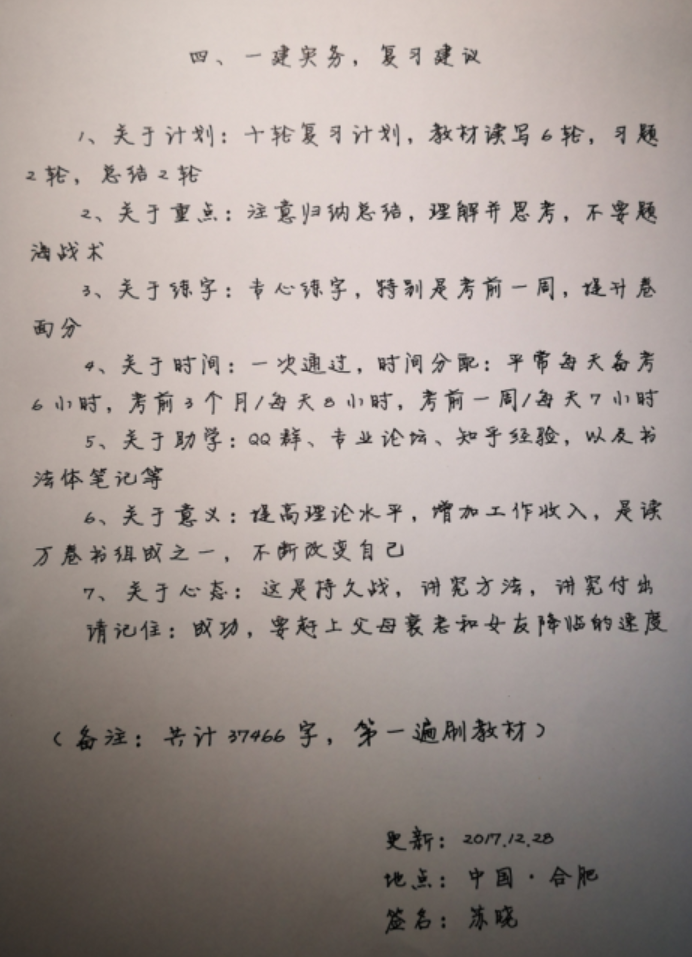 四、一建实务，复习建议
1、关于计划：十轮复习计划，教材读写6轮，习题
2轮，总结2轮
2、关于重点：注意归纳总结，理解并思考，不要题
海战术
3、关于练字：专心练字，特别是考前一周，提升卷
面分
4、关于时间：一次通过，时间分配：平常每天备考
6小时，考前3个月/每天8小时，考前一周/每天7小时
5、关于助学：QQ群、专业论坛、知乎经验，以及书
法体笔记等
6、关于意义：提高理论水平，增加工作收入，是读
万卷书组成之一，不断改变自己
7、关于心态：这是持久战，讲究方法，讲究付出
请记住：成功，要赶上父母衰老和女友降临的速度
（备注：共计37466字，第一遍刷教材）
更新：2017.12.28
地点：中国·合肥
签名：苏晓